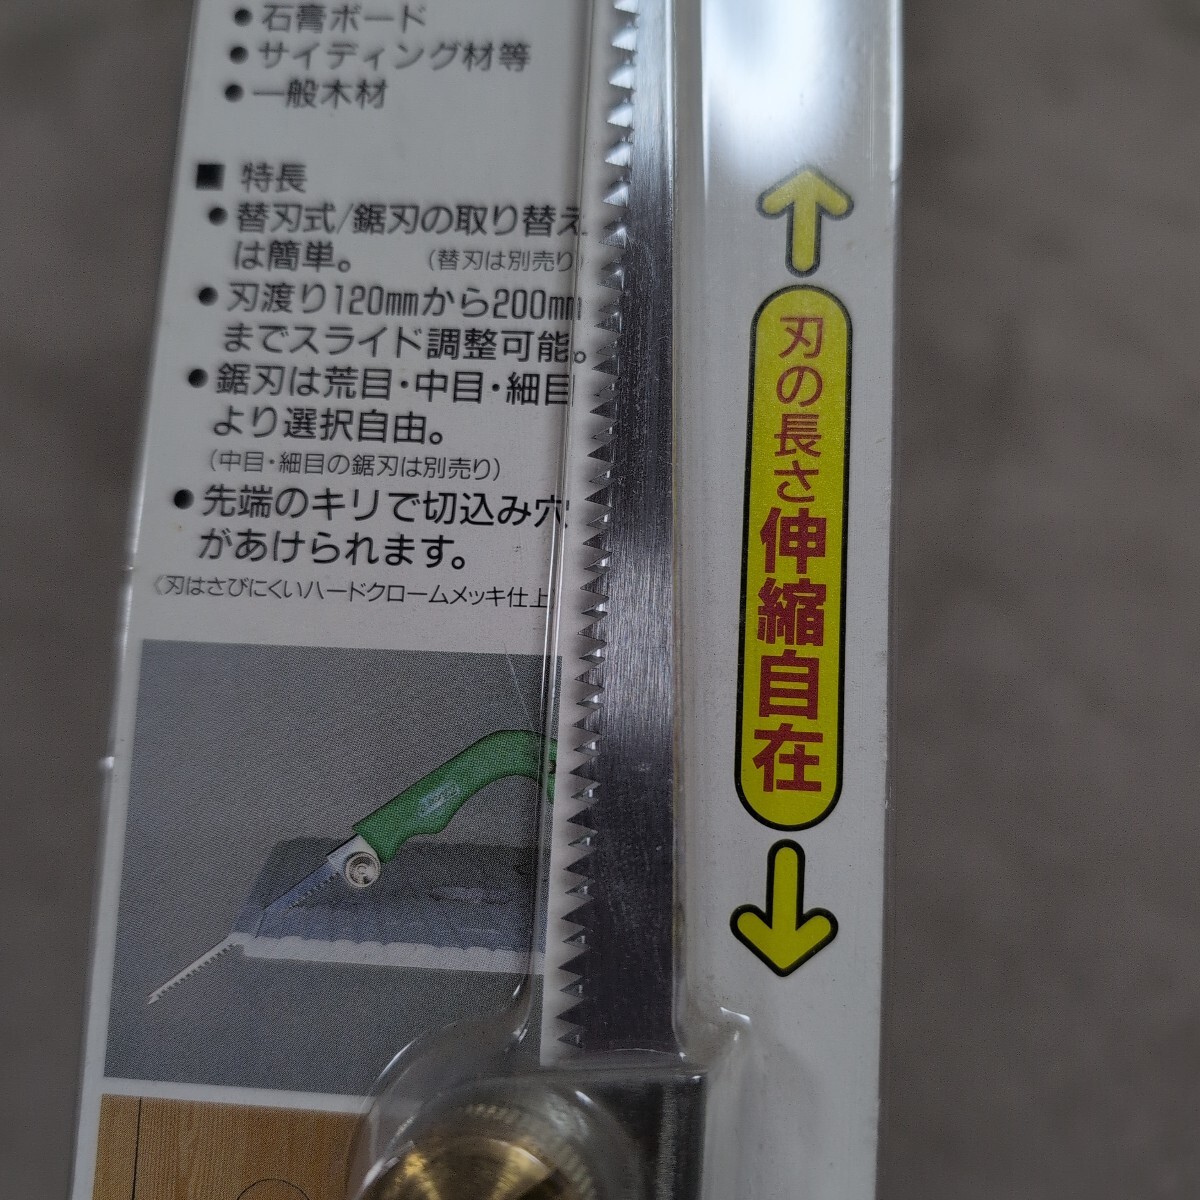 ●石膏ボード
●サイディング材等
●一般木材
■ 特長
●替刃式/鋸刃の取り替え
は簡単。 (替刃は別売り)
●刃渡り120mmから200mm
までスライド調整可能。
●鋸刃は荒目・中目・細目
より選択自由。
(中目・細目の鋸刃は別売り)
●先端のキリで切込み穴
があけられます。
〈刃はさびにくいハードクロームメッキ仕上
刃の長さ伸縮自在